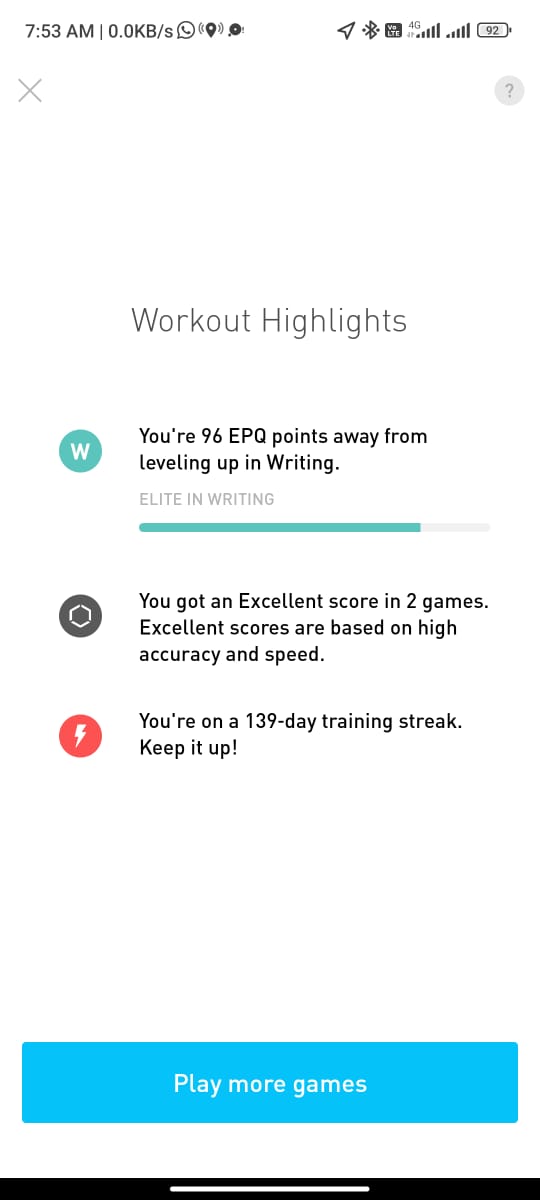 7:53 AM | 0.0KB/s
Vo LTE 4G 92
?
Workout Highlights
W
You're 96 EPQ points away from
leveling up in Writing.
ELITE IN WRITING
You got an Excellent score in 2 games.
Excellent scores are based on high
accuracy and speed.
You're on a 139-day training streak.
Keep it up!
Play more games